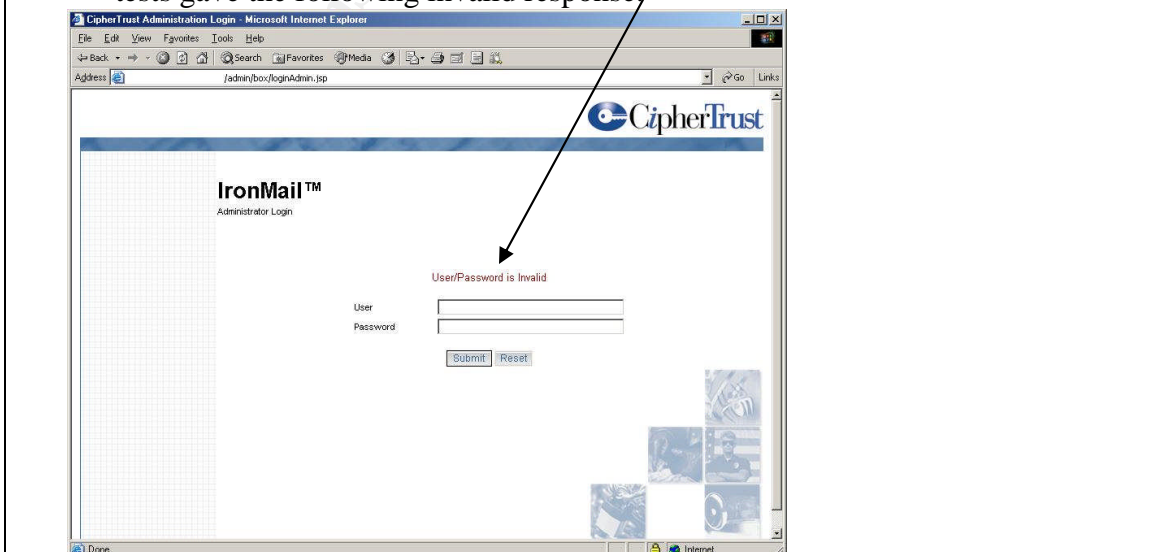 tests gave the following invalid response.
CipherTrust Administration Login - Microsoft Internet Explorer
File Edit View Favorites Tools Help
Back Search Favorites Media
Address /admin/box/loginAdmin.jsp Go Links
CipherTrust
IronMail™
Administrator Login
User/Password is Invalid
User
Password
Submit Reset
Done Internet